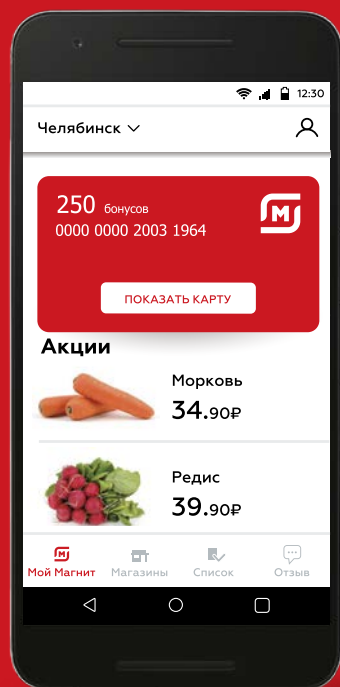 12:30
Челябинск
250 бонусов
0000 0000 2003 1964
М
ПОКАЗАТЬ КАРТУ
Акции
Морковь
34.90₽
Редис
39.90₽
М
Мой Магнит Магазины Список Отзыв